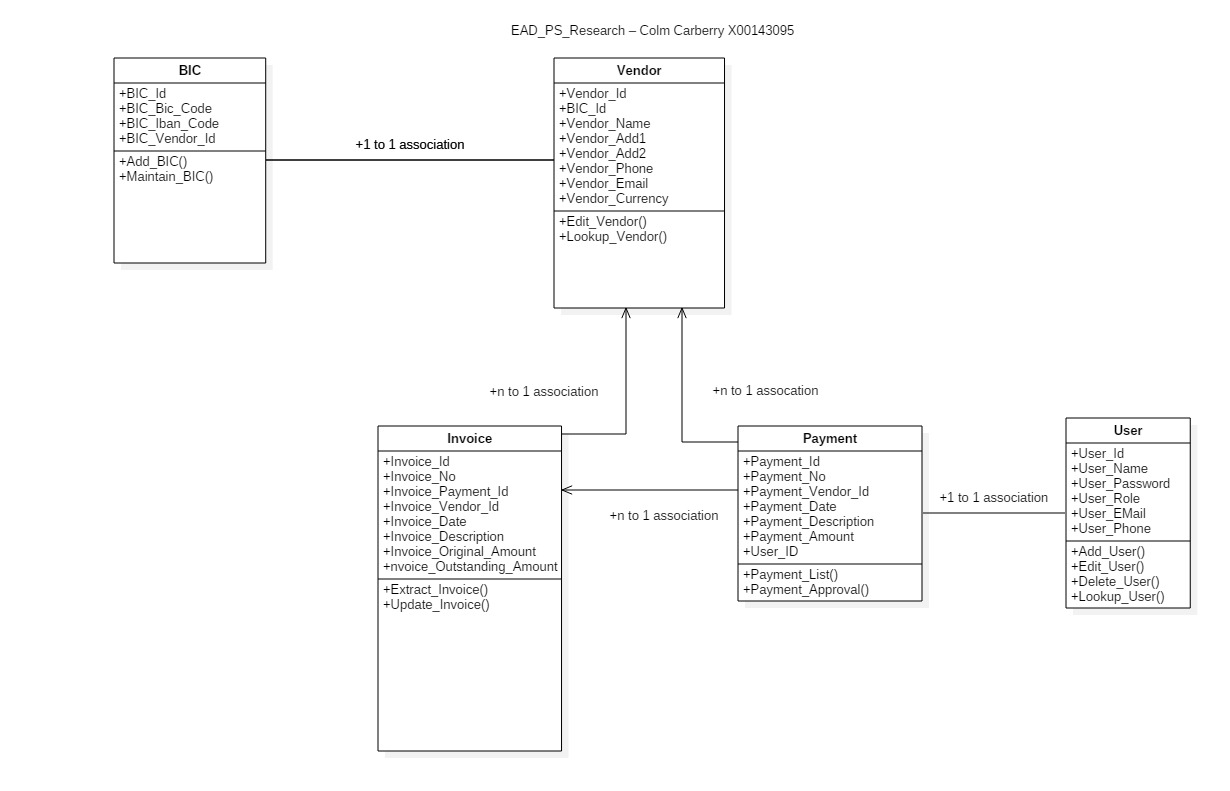 EAD_PS_Research – Colm Carberry X00143095
BIC
+BIC_Id
+BIC_Bic_Code
+BIC_Iban_Code
+BIC_Vendor_Id
+Add_BIC()
+Maintain_BIC()
+1 to 1 association
Vendor
+Vendor_Id
+BIC_Id
+Vendor_Name
+Vendor_Add1
+Vendor_Add2
+Vendor_Phone
+Vendor_Email
+Vendor_Currency
+Edit_Vendor()
+Lookup_Vendor()
+n to 1 association
+n to 1 assocation
Invoice
+Invoice_Id
+Invoice_No
+Invoice_Payment_Id
+Invoice_Vendor_Id
+Invoice_Date
+Invoice_Description
+Invoice_Original_Amount
+nvoice_Outstanding_Amount
+Extract_Invoice()
+Update_Invoice()
+n to 1 association
Payment
+Payment_Id
+Payment_No
+Payment_Vendor_Id
+Payment_Date
+Payment_Description
+Payment_Amount
+User_ID
+Payment_List()
+Payment_Approval()
+1 to 1 association
User
+User_Id
+User_Name
+User_Password
+User_Role
+User_EMail
+User_Phone
+Add_User()
+Edit_User()
+Delete_User()
+Lookup_User()